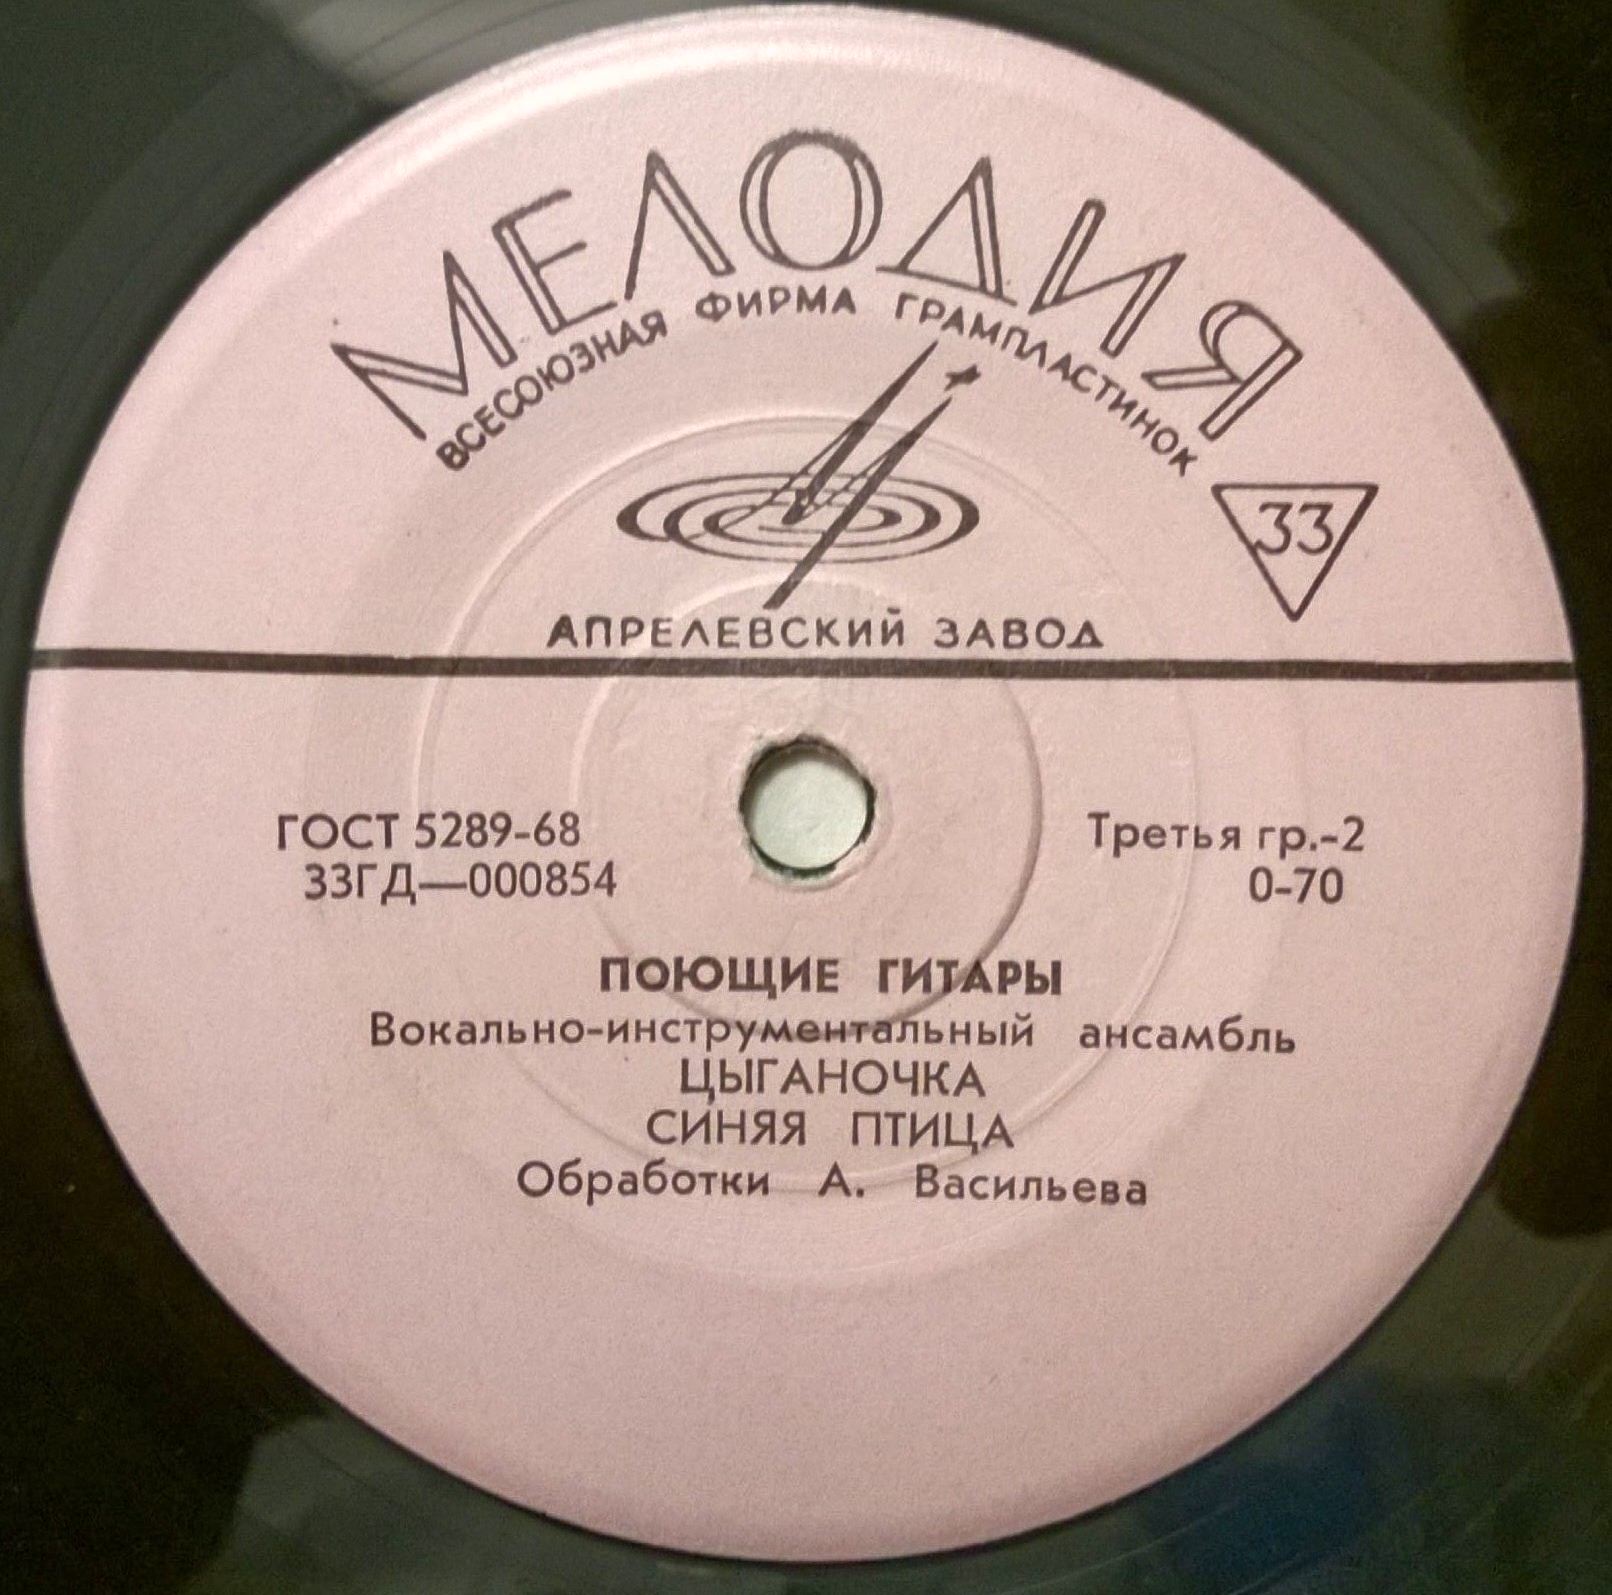 МЕЛОДИЯ
ВСЕСОЮЗНАЯ ФИРМА ГРАМПЛАСТИНОК
33
АПРЕЛЕВСКИЙ ЗАВОД
ГОСТ 5289-68
Третья гр.-2
33ГД—000854
0-70
ПОЮЩИЕ ГИТАРЫ
Вокально-инструментальный ансамбль
ЦЫГАНОЧКА
СИНЯЯ ПТИЦА
Обработки А. Васильева